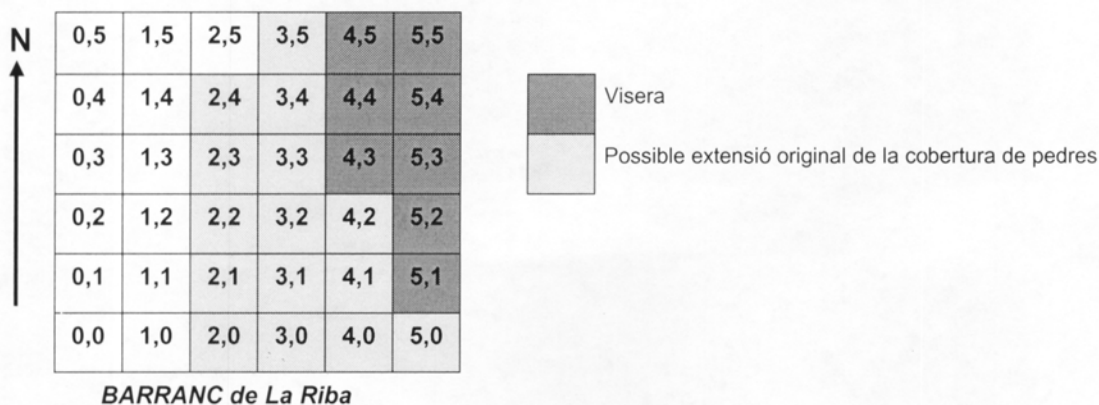 N
0,5 1,5 2,5 3,5 4,5 5,5
0,4 1,4 2,4 3,4 4,4 5,4
0,3 1,3 2,3 3,3 4,3 5,3
0,2 1,2 2,2 3,2 4,2 5,2
0,1 1,1 2,1 3,1 4,1 5,1
0,0 1,0 2,0 3,0 4,0 5,0
BARRANC de La Riba
Visera
Possible extensió original de la cobertura de pedres